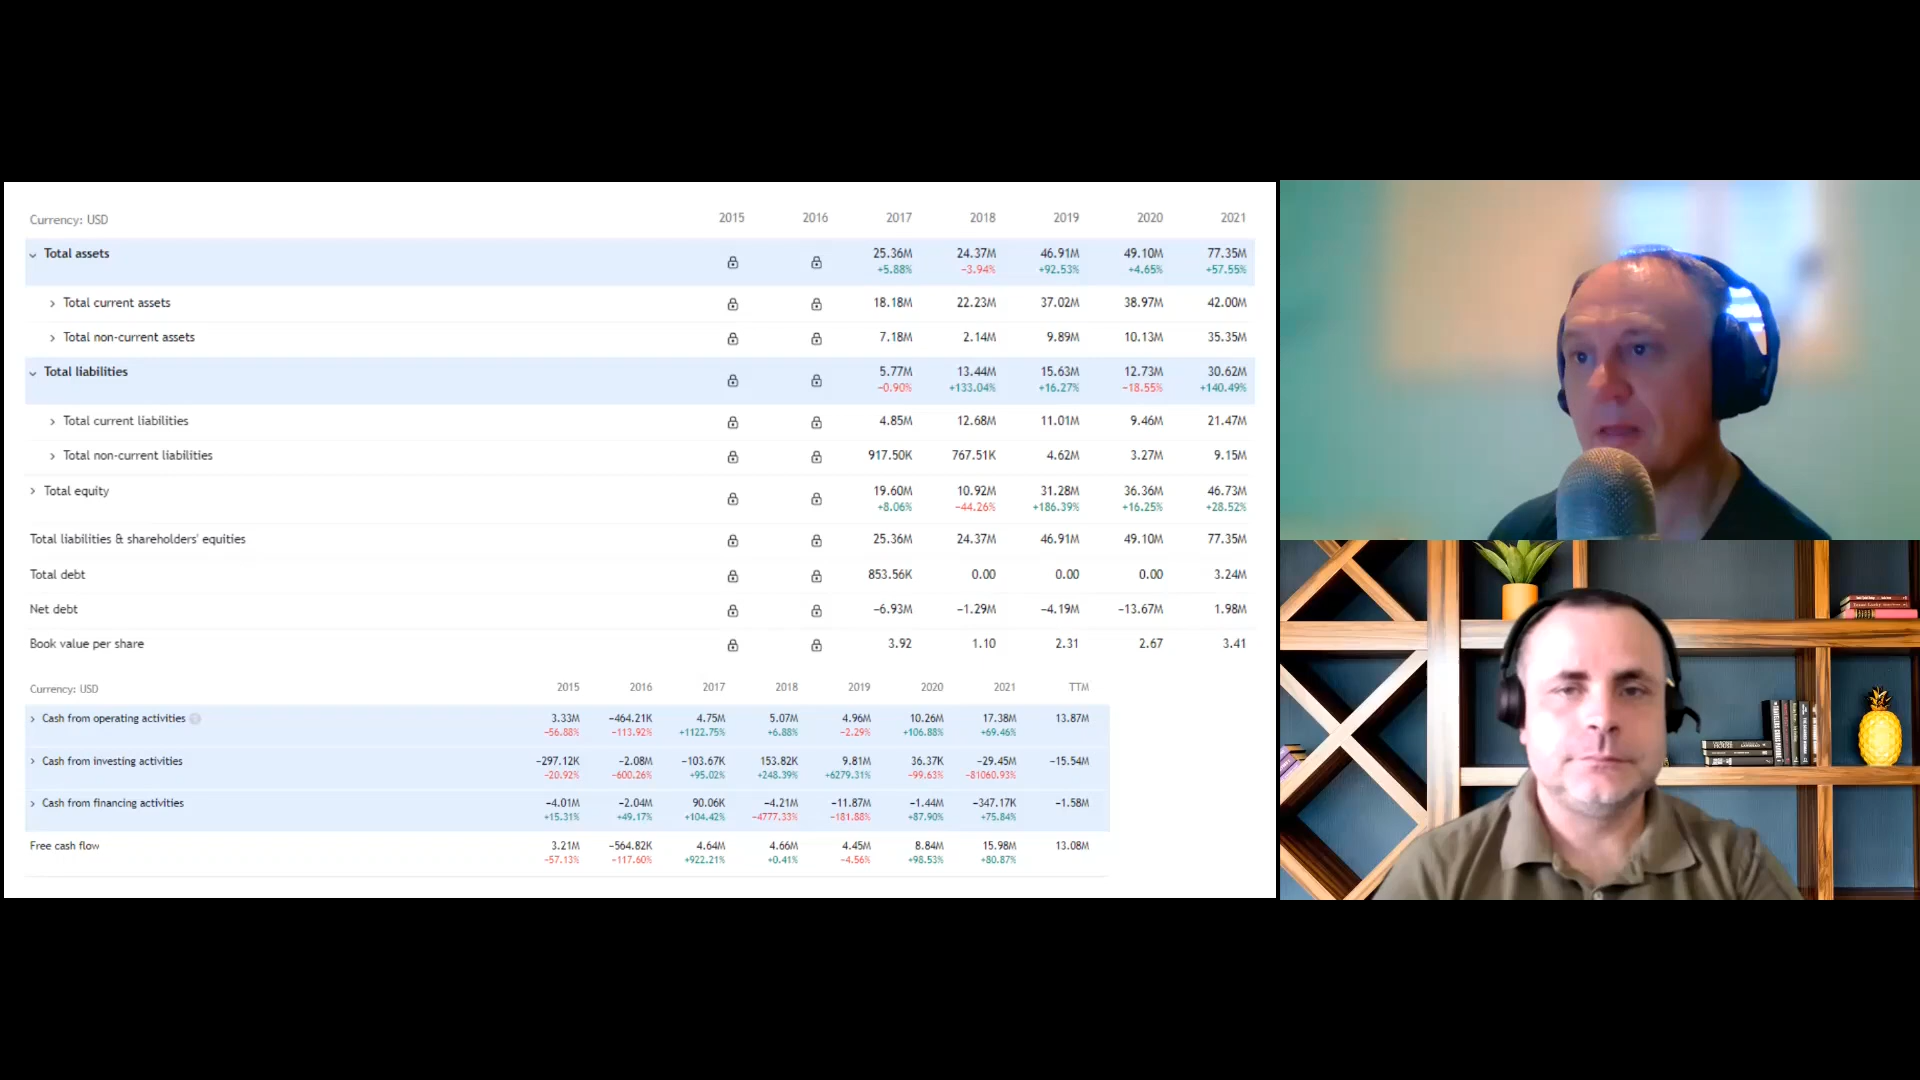 Currency: USD 2015 2016 2017 2018 2019 2020 2021
Total assets 25.36M 24.37M 46.91M 49.10M 77.35M
+5.88% −3.94% +92.53% +4.65% +57.55%
Total current assets 18.18M 22.23M 37.02M 38.97M 42.00M
Total non-current assets 7.18M 2.14M 9.89M 10.13M 35.35M
Total liabilities 5.77M 13.44M 15.63M 12.73M 30.62M
−0.90% +133.04% +16.27% −18.55% +140.49%
Total current liabilities 4.85M 12.68M 11.01M 9.46M 21.47M
Total non-current liabilities 917.50K 767.51K 4.62M 3.27M 9.15M
Total equity 19.60M 10.92M 31.28M 36.36M 46.73M
+8.06% −44.26% +186.39% +16.25% +28.52%
Total liabilities & shareholders' equities 25.36M 24.37M 46.91M 49.10M 77.35M
Total debt 853.56K 0.00 0.00 0.00 3.24M
Net debt −6.93M −1.29M −4.19M −13.67M 1.98M
Book value per share 3.92 1.10 2.31 2.67 3.41
Currency: USD 2015 2016 2017 2018 2019 2020 2021 TTM
Cash from operating activities 3.33M −464.21K 4.75M 5.07M 4.96M 10.26M 17.38M 13.87M
−56.88% −113.92% +1122.75% +6.88% −2.29% +106.88% +69.46%
Cash from investing activities −297.12K −2.08M −103.67K 153.82K 9.81M 36.37K −29.45M −15.54M
−20.92% −600.26% +95.02% +248.39% +6279.31% −99.63% −81060.93%
Cash from financing activities −4.01M −2.04M 90.06K −4.21M −11.87M −1.44M −347.17K −1.58M
+15.31% +49.17% +104.42% −4777.33% −181.88% +87.90% +75.84%
Free cash flow 3.21M −564.82K 4.64M 4.66M 4.45M 8.84M 15.98M 13.08M
−57.13% −117.60% +922.21% +0.41% −4.56% +98.53% +80.87%